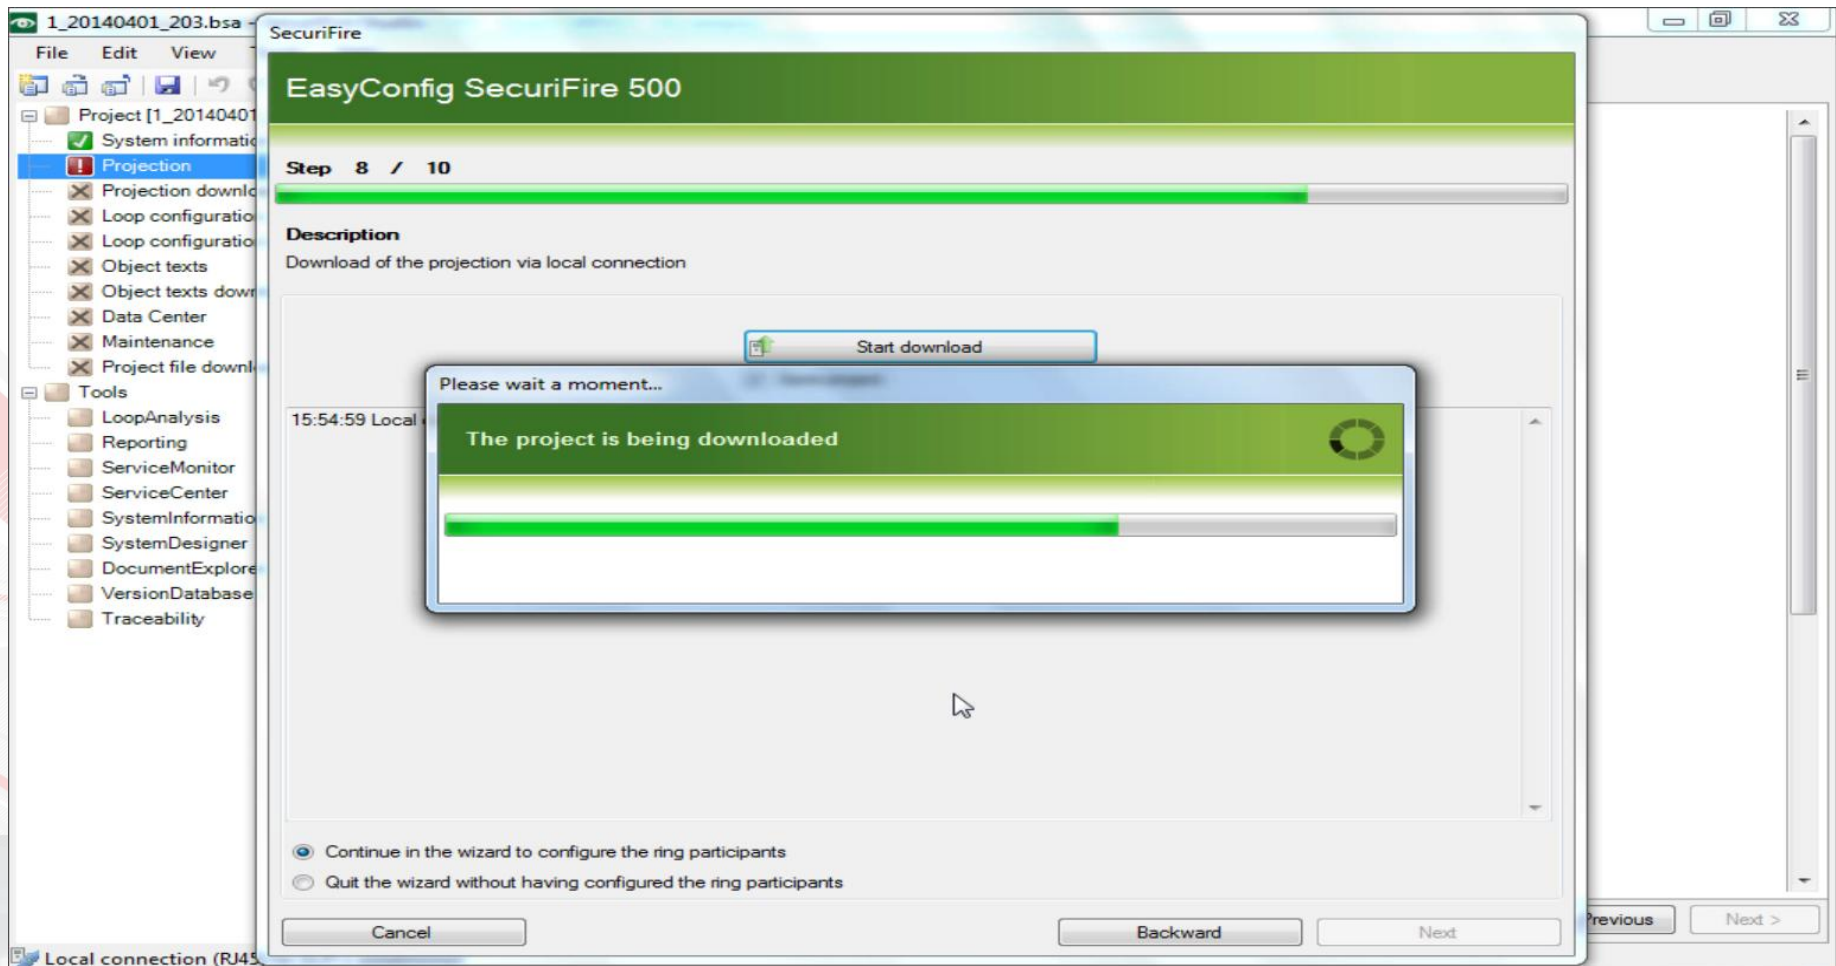 1_20140401_203.bsa -
SecuriFire
File Edit View
EasyConfig SecuriFire 500
Project [1_20140401
System informatio
Projection
Projection downlo
Loop configuratio
Loop configuratio
Object texts
Object texts down
Data Center
Maintenance
Project file downl
Tools
LoopAnalysis
Reporting
ServiceMonitor
ServiceCenter
SystemInformatio
SystemDesigner
DocumentExplore
VersionDatabase
Traceability
Step 8 / 10
Description
Download of the projection via local connection
Start download
Please wait a moment...
15:54:59 Local
The project is being downloaded
Continue in the wizard to configure the ring participants
Quit the wizard without having configured the ring participants
Cancel Backward Next
Previous Next >
Local connection (RJ45